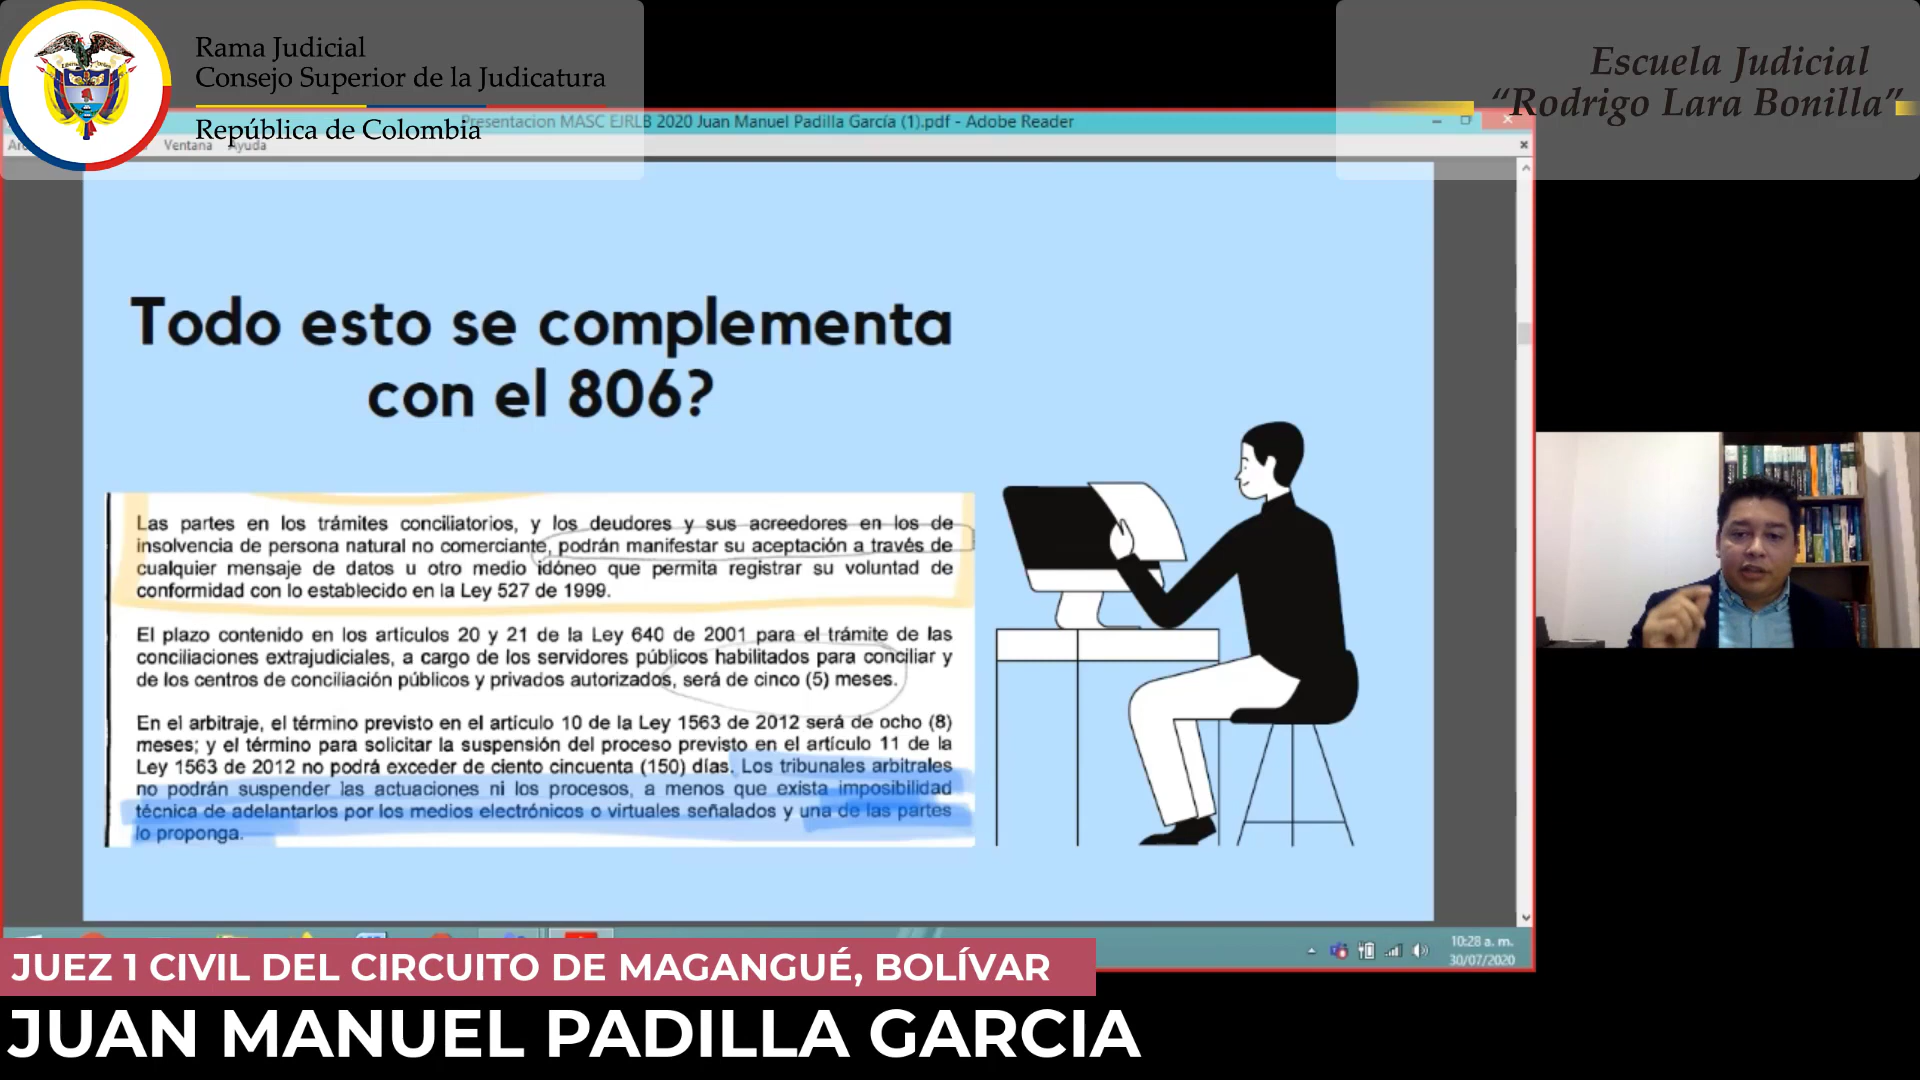 Rama Judicial
Consejo Superior de la Judicatura
República de Colombia
Escuela Judicial
“Rodrigo Lara Bonilla”
Presentacion MASC EJRLB 2020 Juan Manuel Padilla García (1).pdf - Adobe Reader
Ventana Ayuda
Todo esto se complementa
con el 806?
Las partes en los trámites conciliatorios, y los deudores y sus acreedores en los de
insolvencia de persona natural no comerciante, podrán manifestar su aceptación a través de
cualquier mensaje de datos u otro medio idóneo que permita registrar su voluntad de
conformidad con lo establecido en la Ley 527 de 1999.
El plazo contenido en los artículos 20 y 21 de la Ley 640 de 2001 para el trámite de las
conciliaciones extrajudiciales, a cargo de los servidores públicos habilitados para conciliar y
de los centros de conciliación públicos y privados autorizados, será de cinco (5) meses.
En el arbitraje, el término previsto en el artículo 10 de la Ley 1563 de 2012 será de ocho (8)
meses; y el término para solicitar la suspensión del proceso previsto en el artículo 11 de la
Ley 1563 de 2012 no podrá exceder de ciento cincuenta (150) días. Los tribunales arbitrales
no podrán suspender las actuaciones ni los procesos, a menos que exista imposibilidad
técnica de adelantarlos por los medios electrónicos o virtuales señalados y una de las partes
lo proponga.
10:28 a. m.
30/07/2020
JUEZ 1 CIVIL DEL CIRCUITO DE MAGANGUÉ, BOLÍVAR
JUAN MANUEL PADILLA GARCIA